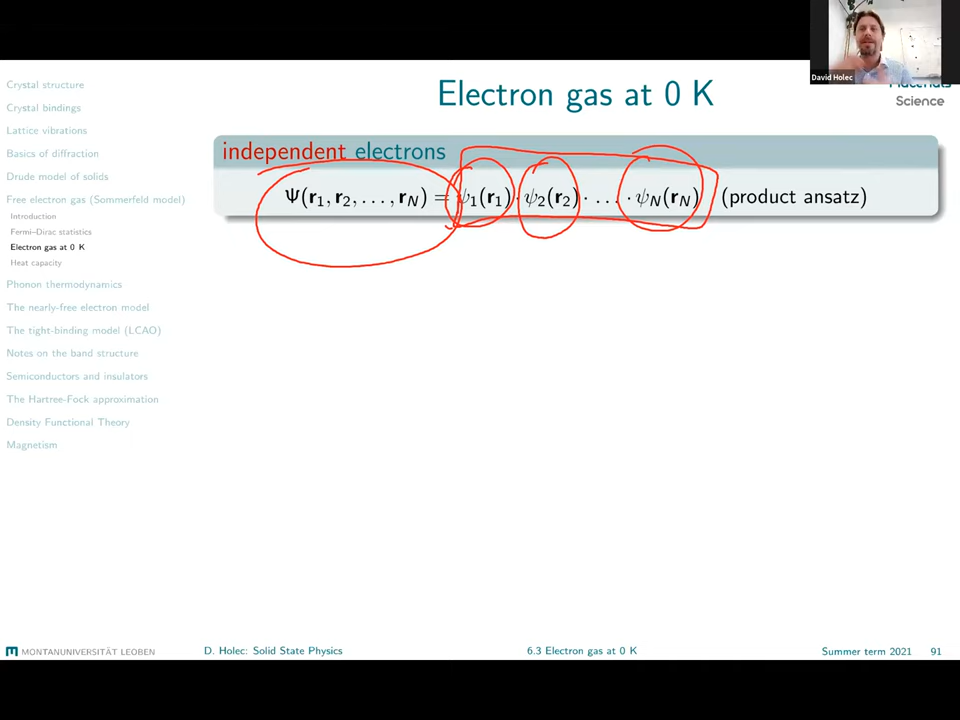 David Holec
Electron gas at 0 K
Science
Crystal structure
Crystal bindings
Lattice vibrations
Basics of diffraction
Drude model of solids
Free electron gas (Sommerfeld model)
Introduction
Fermi–Dirac statistics
Electron gas at 0 K
Heat capacity
Phonon thermodynamics
The nearly-free electron model
The tight-binding model (LCAO)
Notes on the band structure
Semiconductors and insulators
The Hartree-Fock approximation
Density Functional Theory
Magnetism
independent electrons
Ψ(r₁, r₂, . . . , r_N) = ψ₁(r₁) · ψ₂(r₂) · . . . · ψ_N(r_N) (product ansatz)
MONTANUNIVERSITÄT LEOBEN
D. Holec: Solid State Physics
6.3 Electron gas at 0 K
Summer term 2021 91